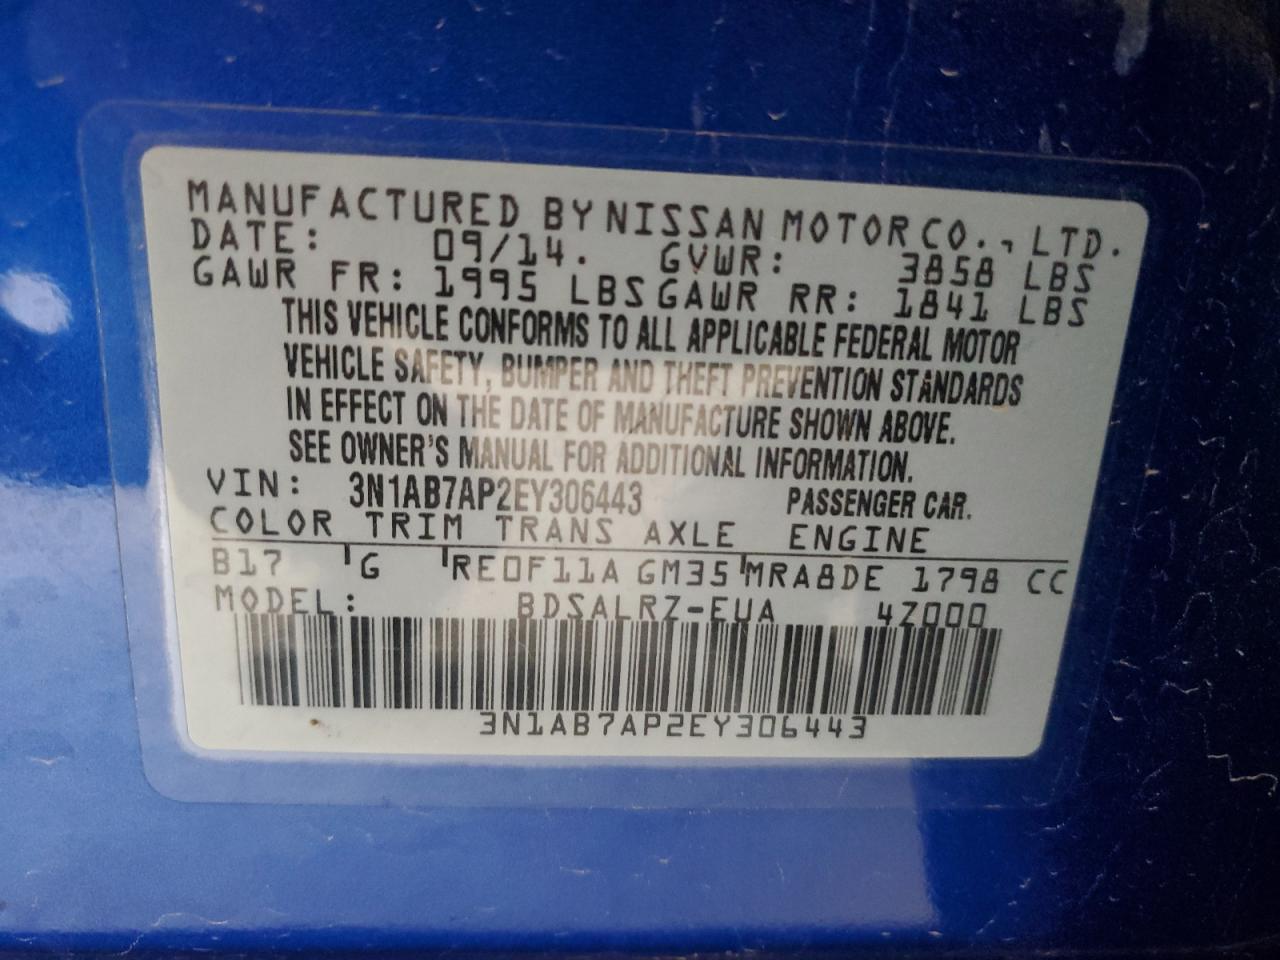 MANUFACTURED BY NISSAN MOTOR CO., LTD.
DATE: 09/14. GVWR: 3858 LBS
GAWR FR: 1995 LBS GAWR RR: 1841 LBS
THIS VEHICLE CONFORMS TO ALL APPLICABLE FEDERAL MOTOR
VEHICLE SAFETY, BUMPER AND THEFT PREVENTION STANDARDS
IN EFFECT ON THE DATE OF MANUFACTURE SHOWN ABOVE.
SEE OWNER'S MANUAL FOR ADDITIONAL INFORMATION.
VIN: 3N1AB7AP2EY306443 PASSENGER CAR.
COLOR TRIM TRANS AXLE ENGINE
B17 G RE0F11A GM35 MRA8DE 1798 CC
MODEL: BDSALRZ-EUA 4Z000
3N1AB7AP2EY306443